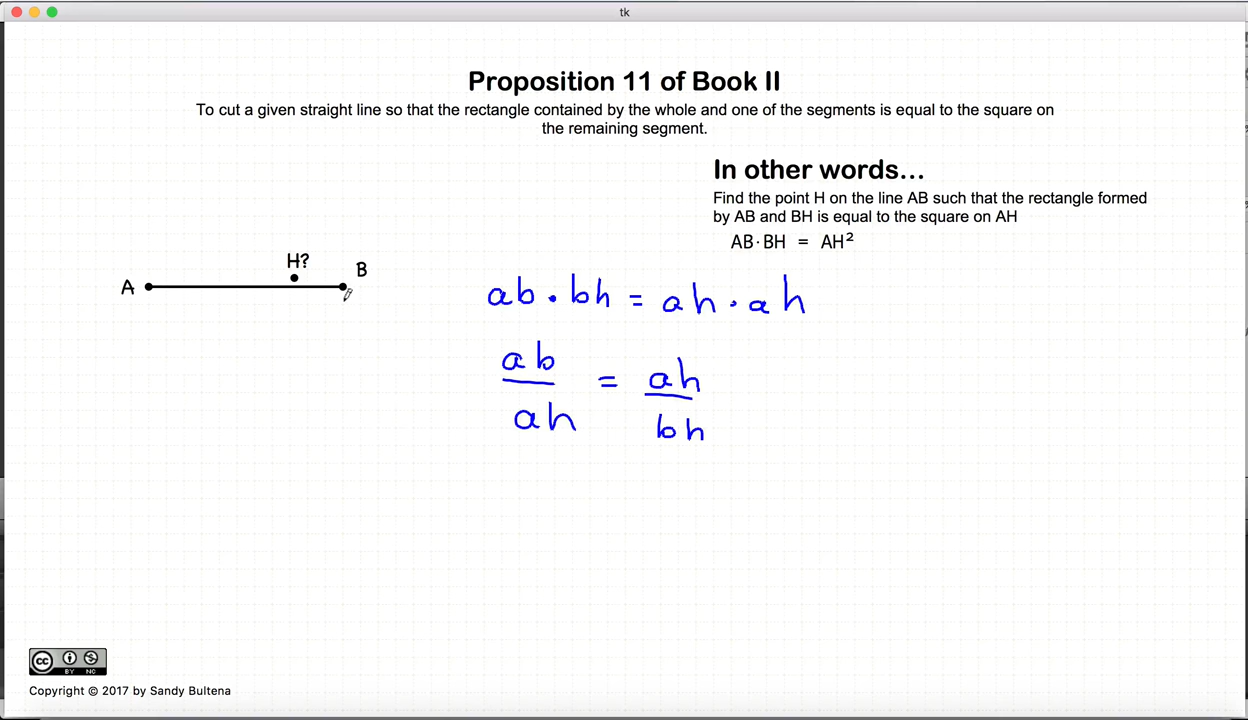 tk
Proposition 11 of Book II
To cut a given straight line so that the rectangle contained by the whole and one of the segments is equal to the square on
the remaining segment.
In other words...
Find the point H on the line AB such that the rectangle formed
by AB and BH is equal to the square on AH
AB·BH = AH²
H?
A B
ab · bh = ah · ah
ab/ah = ah/bh
cc BY NC
Copyright © 2017 by Sandy Bultena